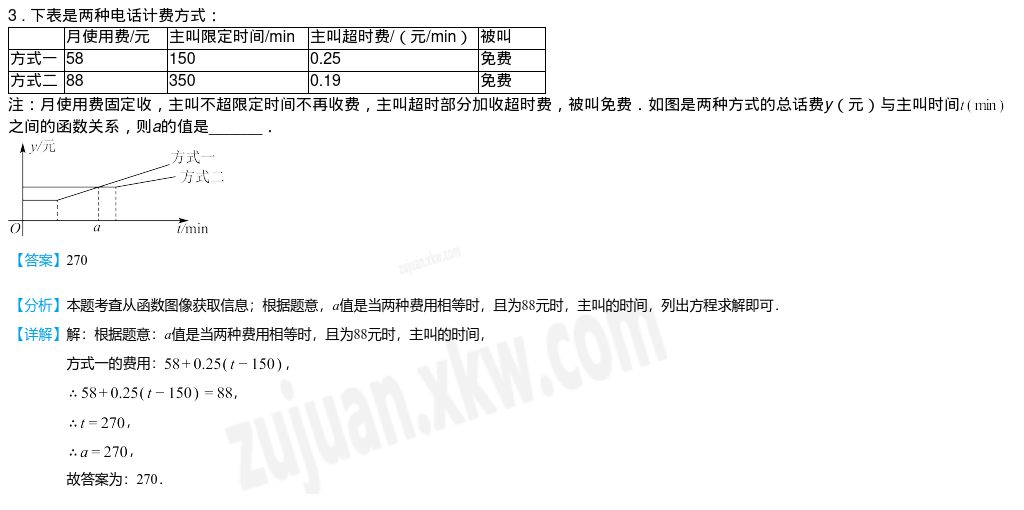 3．下表是两种电话计费方式：
月使用费/元 主叫限定时间/min 主叫超时费/（元/min） 被叫
方式一 58 150 0.25 免费
方式二 88 350 0.19 免费
注：月使用费固定收，主叫不超限定时间不再收费，主叫超时部分加收超时费，被叫免费．如图是两种方式的总话费y（元）与主叫时间t(min)
之间的函数关系，则a的值是______．
y/元
方式一
方式二
O a t/min
【答案】270
zujuan.xkw.com
【分析】本题考查从函数图像获取信息；根据题意，a值是当两种费用相等时，且为88元时，主叫的时间，列出方程求解即可．
【详解】解：根据题意：a值是当两种费用相等时，且为88元时，主叫的时间，
方式一的费用：58+0.25(t−150)，
∴58+0.25(t−150)=88，
∴t=270，
∴a=270，
故答案为：270．
zujuan.xkw.com